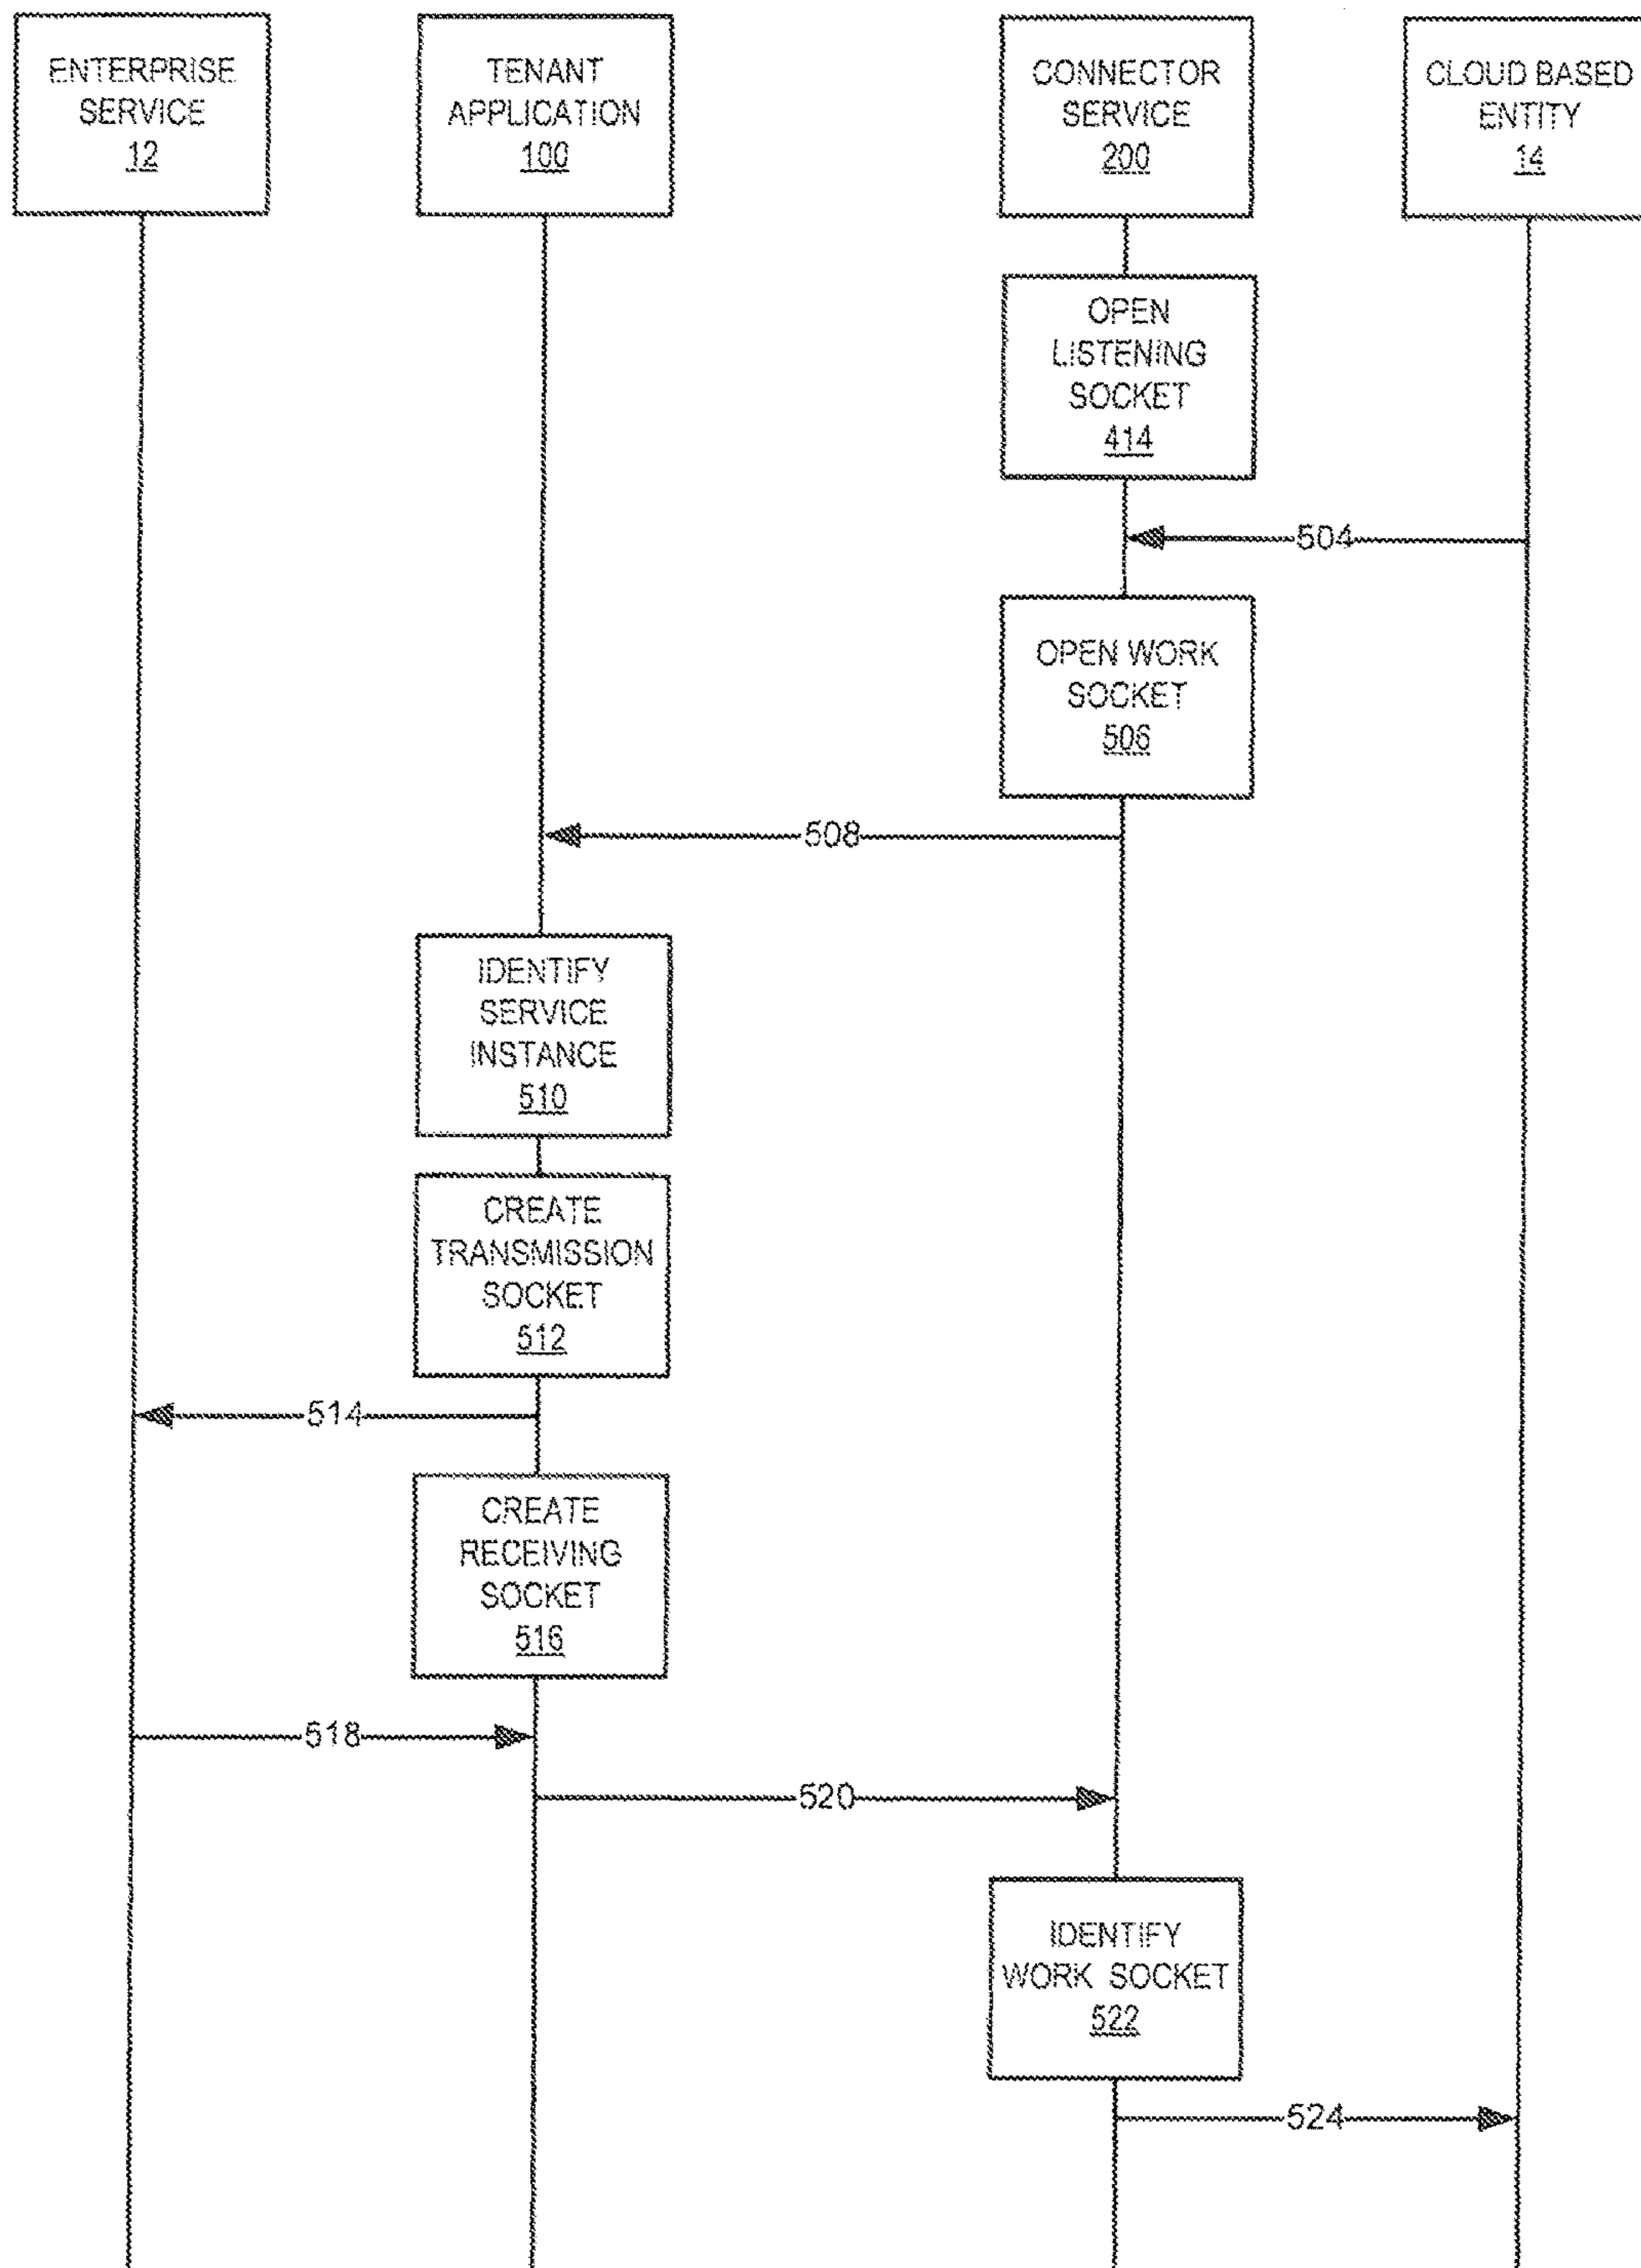 ENTERPRISE
SERVICE
12
TENANT
APPLICATION
100
CONNECTOR
SERVICE
200
CLOUD BASED
ENTITY
14
OPEN
LISTENING
SOCKET
414
504
OPEN WORK
SOCKET
506
508
IDENTIFY
SERVICE
INSTANCE
510
CREATE
TRANSMISSION
SOCKET
512
514
CREATE
RECEIVING
SOCKET
516
518
520
IDENTIFY
WORK SOCKET
522
524